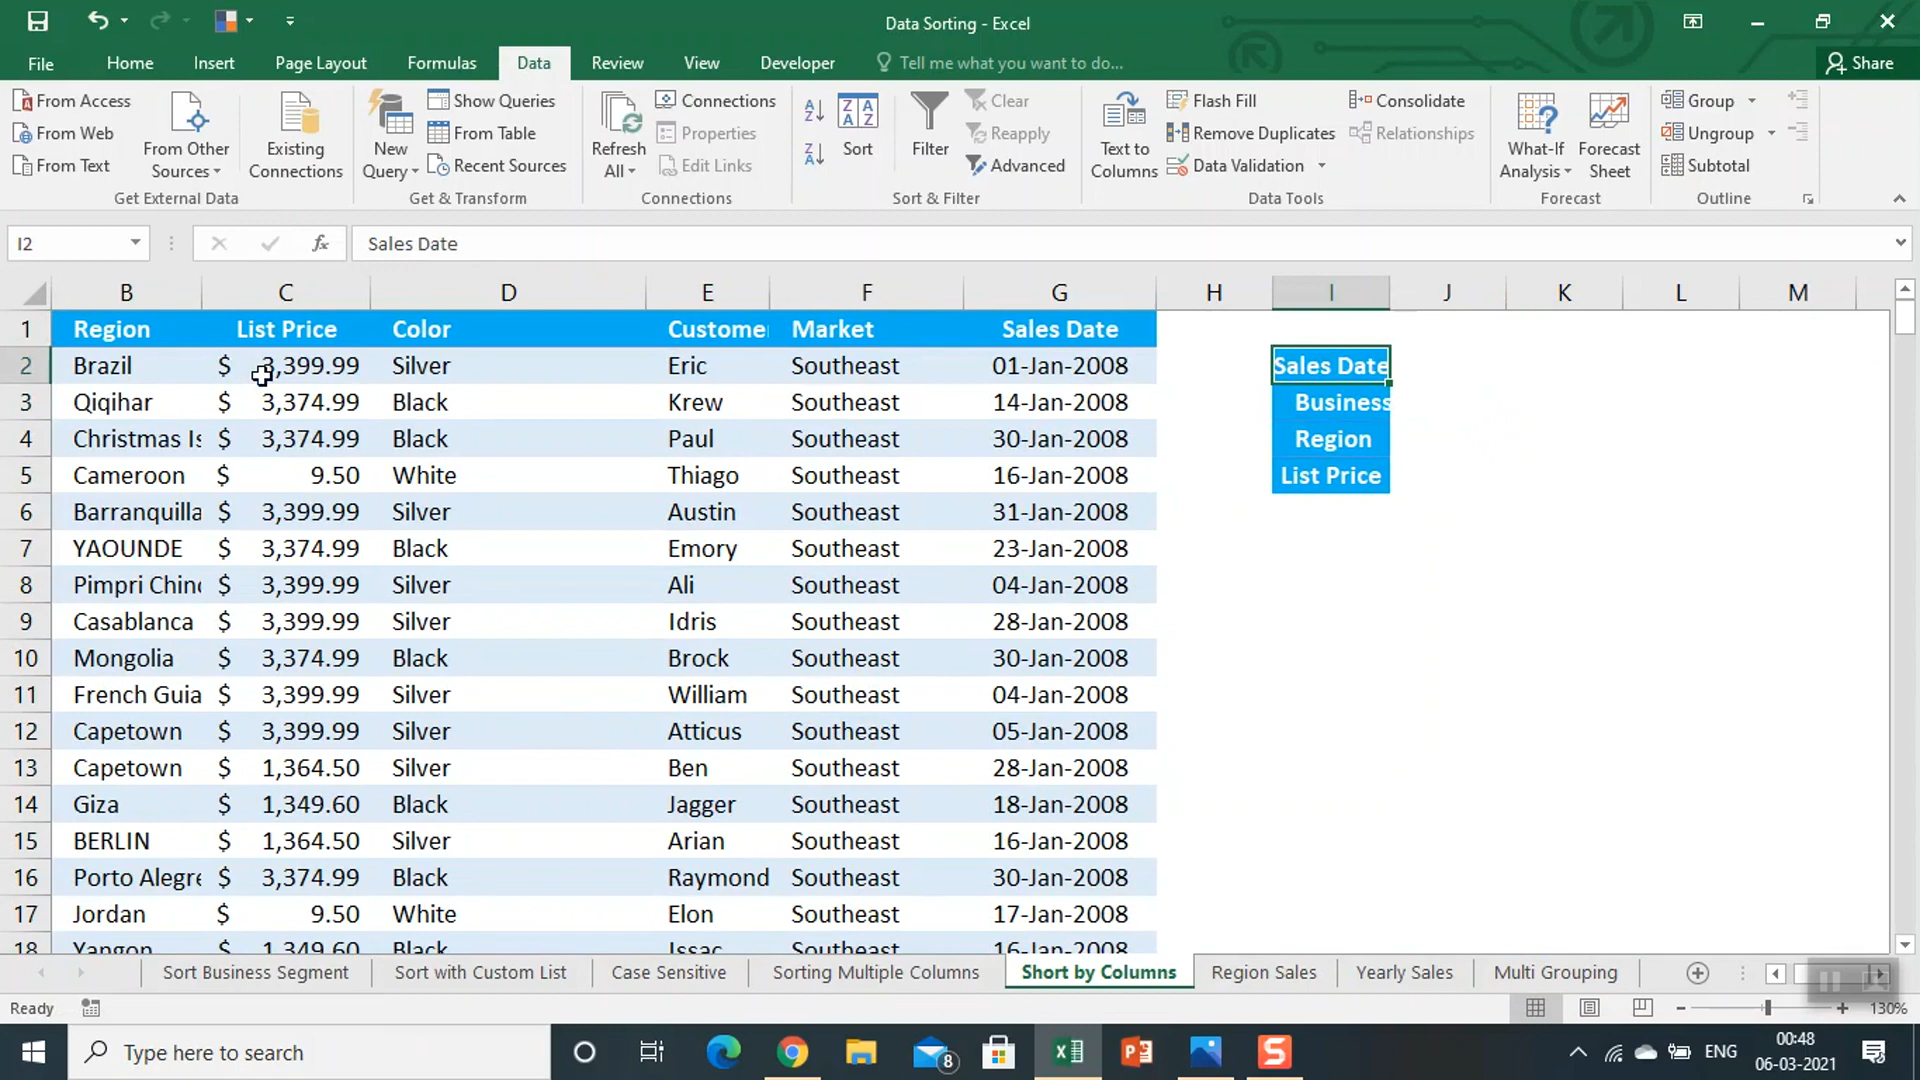 Data Sorting - Excel
File Home Insert Page Layout Formulas Data Review View Developer Tell me what you want to do... Share
From Access
From Web
From Text
From Other Sources
Existing Connections
Get External Data
New Query
Show Queries
From Table
Recent Sources
Get & Transform
Refresh All
Connections
Properties
Edit Links
Connections
Sort
Filter
Clear
Reapply
Advanced
Sort & Filter
Text to Columns
Flash Fill
Remove Duplicates
Data Validation
Consolidate
Relationships
Data Tools
What-If Analysis
Forecast Sheet
Forecast
Group
Ungroup
Subtotal
Outline
I2 fx Sales Date
B C D E F G H I J K L M
1 Region List Price Color Customer Market Sales Date
2 Brazil $ 3,399.99 Silver Eric Southeast 01-Jan-2008 Sales Date
3 Qiqihar $ 3,374.99 Black Krew Southeast 14-Jan-2008 Business
4 Christmas Is $ 3,374.99 Black Paul Southeast 30-Jan-2008 Region
5 Cameroon $ 9.50 White Thiago Southeast 16-Jan-2008 List Price
6 Barranquilla $ 3,399.99 Silver Austin Southeast 31-Jan-2008
7 YAOUNDE $ 3,374.99 Black Emory Southeast 23-Jan-2008
8 Pimpri Chinc $ 3,399.99 Silver Ali Southeast 04-Jan-2008
9 Casablanca $ 3,399.99 Silver Idris Southeast 28-Jan-2008
10 Mongolia $ 3,374.99 Black Brock Southeast 30-Jan-2008
11 French Guia $ 3,399.99 Silver William Southeast 04-Jan-2008
12 Capetown $ 3,399.99 Silver Atticus Southeast 05-Jan-2008
13 Capetown $ 1,364.50 Silver Ben Southeast 28-Jan-2008
14 Giza $ 1,349.60 Black Jagger Southeast 18-Jan-2008
15 BERLIN $ 1,364.50 Silver Arian Southeast 16-Jan-2008
16 Porto Alegre $ 3,374.99 Black Raymond Southeast 30-Jan-2008
17 Jordan $ 9.50 White Elon Southeast 17-Jan-2008
18 Yangon $ 1,349.60 Black Issac Southeast 16-Jan-2008
Sort Business Segment Sort with Custom List Case Sensitive Sorting Multiple Columns Short by Columns Region Sales Yearly Sales Multi Grouping
Ready 130%
Type here to search 8 ENG 00:48
06-03-2021